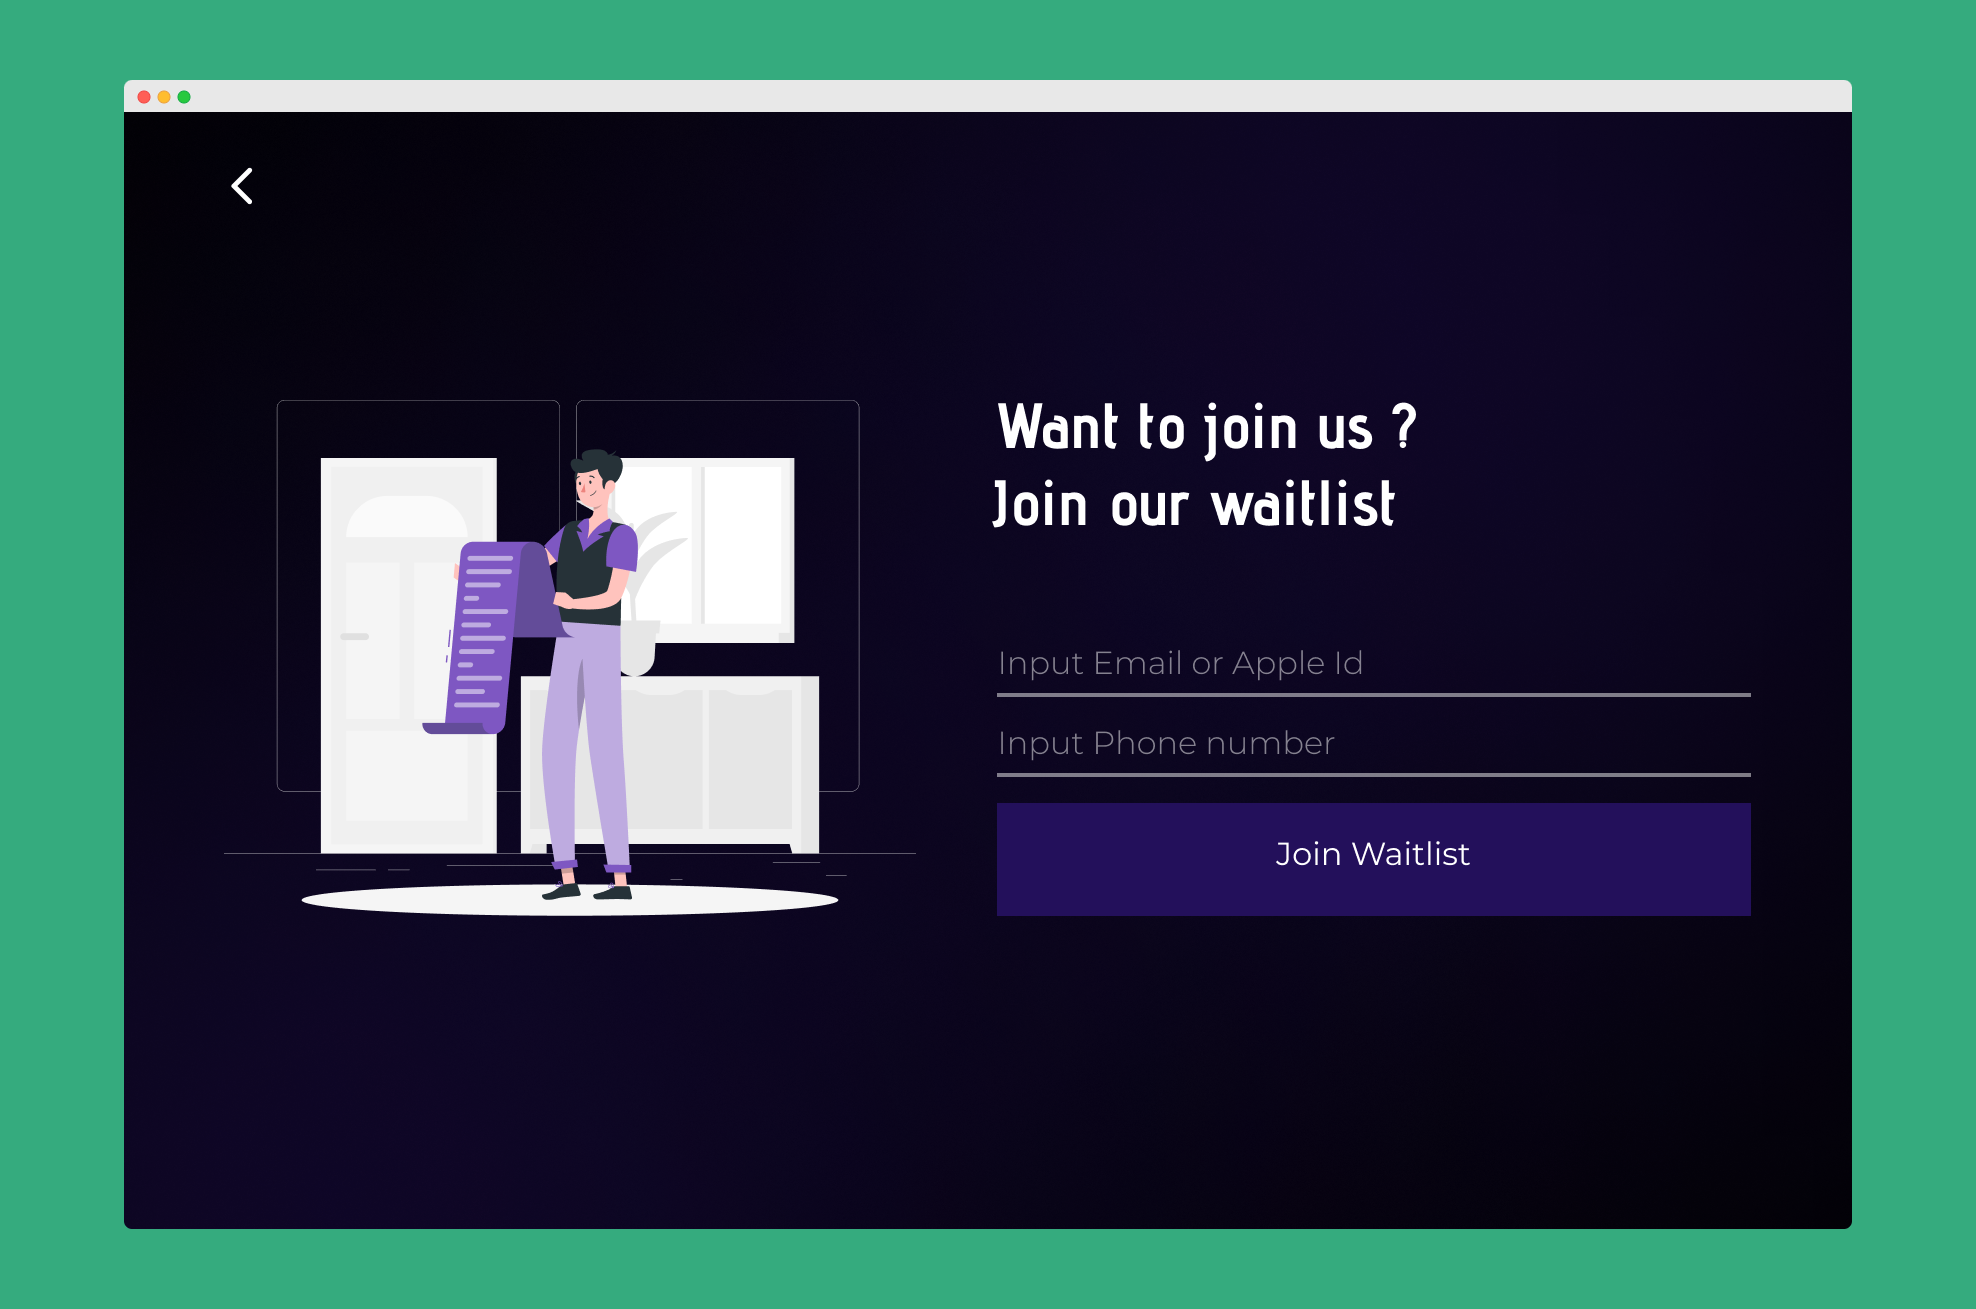 Want to join us ?
Join our waitlist
Input Email or Apple Id
Input Phone number
Join Waitlist